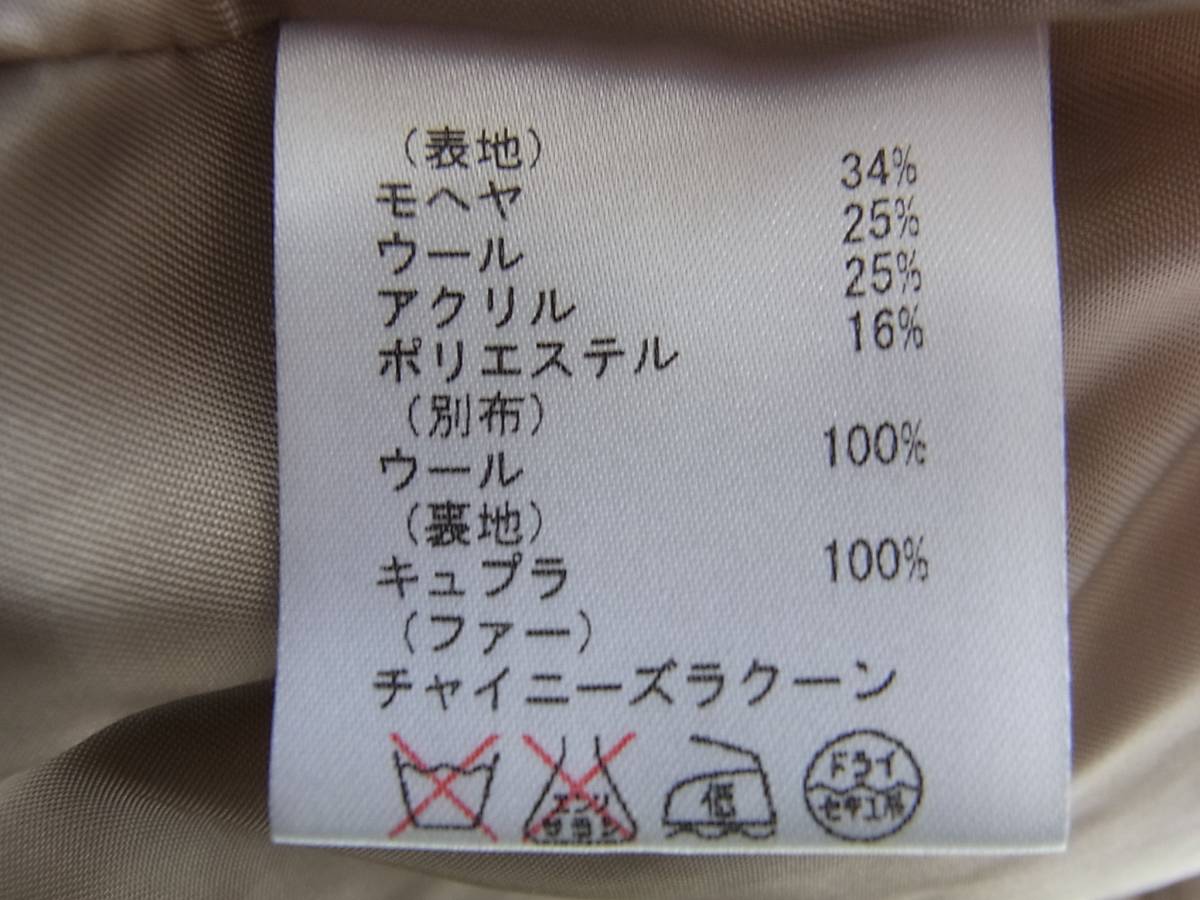 (表地)
モヘヤ 34%
ウール 25%
アクリル 25%
ポリエステル 16%
(別布)
ウール 100%
(裏地)
キュプラ 100%
(ファー)
チャイニーズラクーン
エンソ
サラシ
低
ドライ
セキユ系